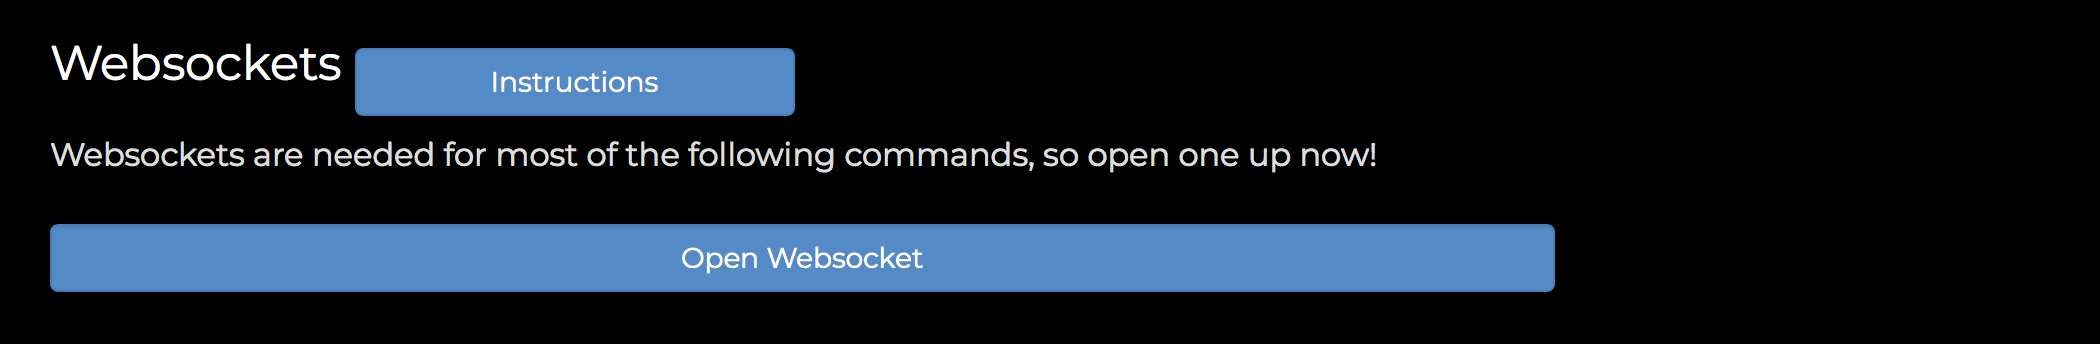 Websockets
Instructions
Websockets are needed for most of the following commands, so open one up now!
Open Websocket